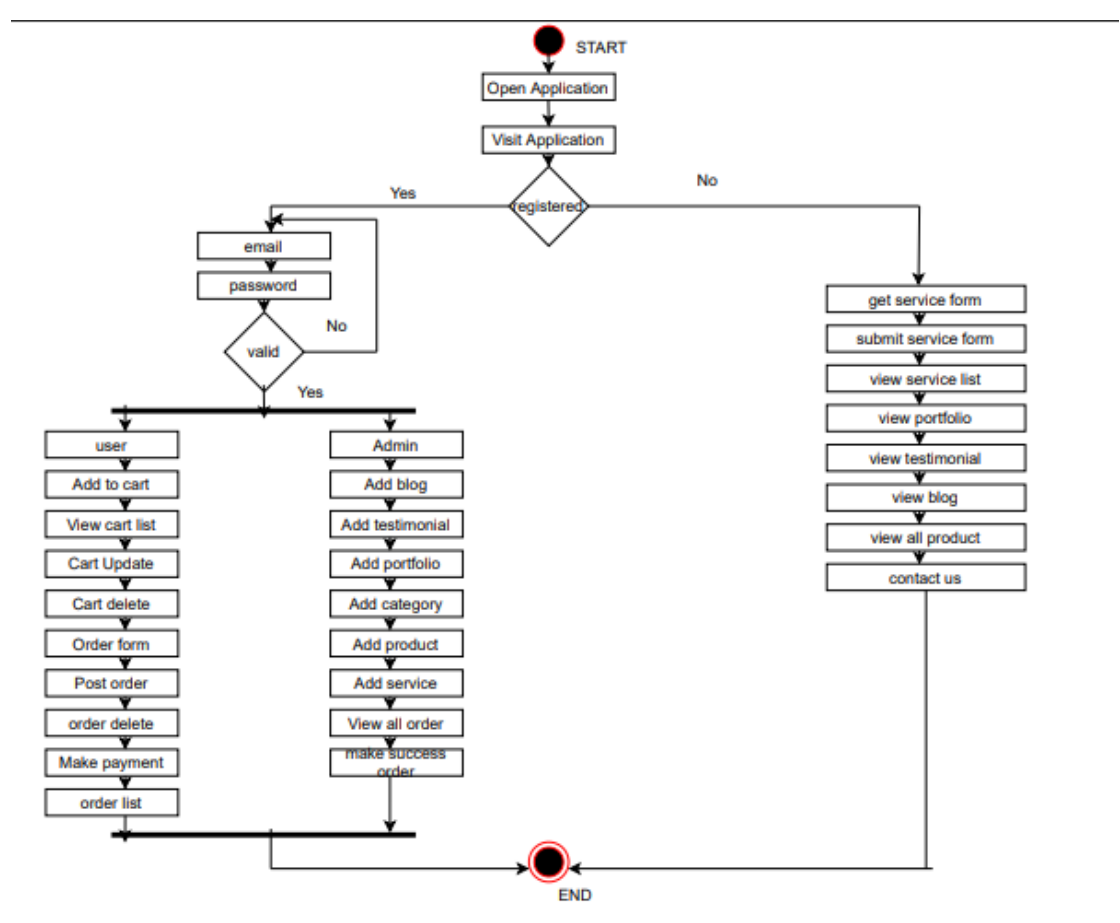 START
Open Application
Visit Application
registered
Yes
No
email
password
valid
No
Yes
user
Add to cart
View cart list
Cart Update
Cart delete
Order form
Post order
order delete
Make payment
order list
Admin
Add blog
Add testimonial
Add portfolio
Add category
Add product
Add service
View all order
make success
order
get service form
submit service form
view service list
view portfolio
view testimonial
view blog
view all product
contact us
END